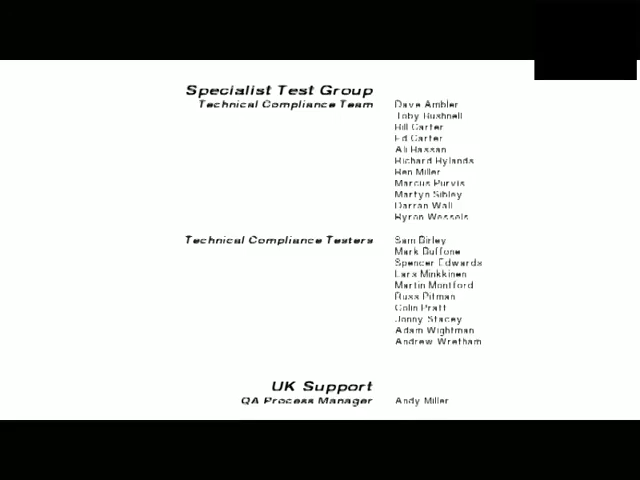 Specialist Test Group
Technical Compliance Team Dave Ambler
Toby Bushnell
Bill Carter
Ed Carter
Ali Hassan
Richard Hylands
Ben Miller
Marcus Purvis
Martyn Sibley
Darran Wall
Byron Wessels
Technical Compliance Testers Sam Birley
Mark Buffone
Spencer Edwards
Lars Minkkinen
Martin Montford
Russ Pitman
Colin Pratt
Jonny Stacey
Adam Wightman
Andrew Wretham
UK Support
QA Process Manager Andy Miller